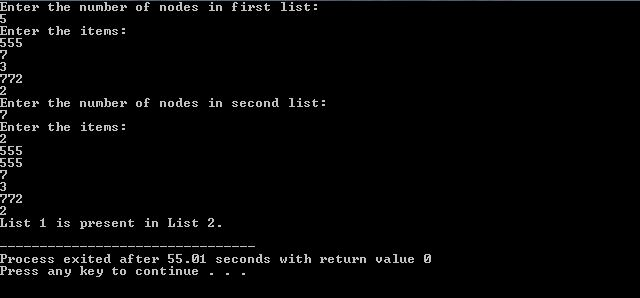 Enter the number of nodes in first list:
5
Enter the items:
555
7
3
772
2
Enter the number of nodes in second list:
7
Enter the items:
2
555
555
7
3
772
2
List 1 is present in List 2.
--------------------------------
Process exited after 55.01 seconds with return value 0
Press any key to continue . . .